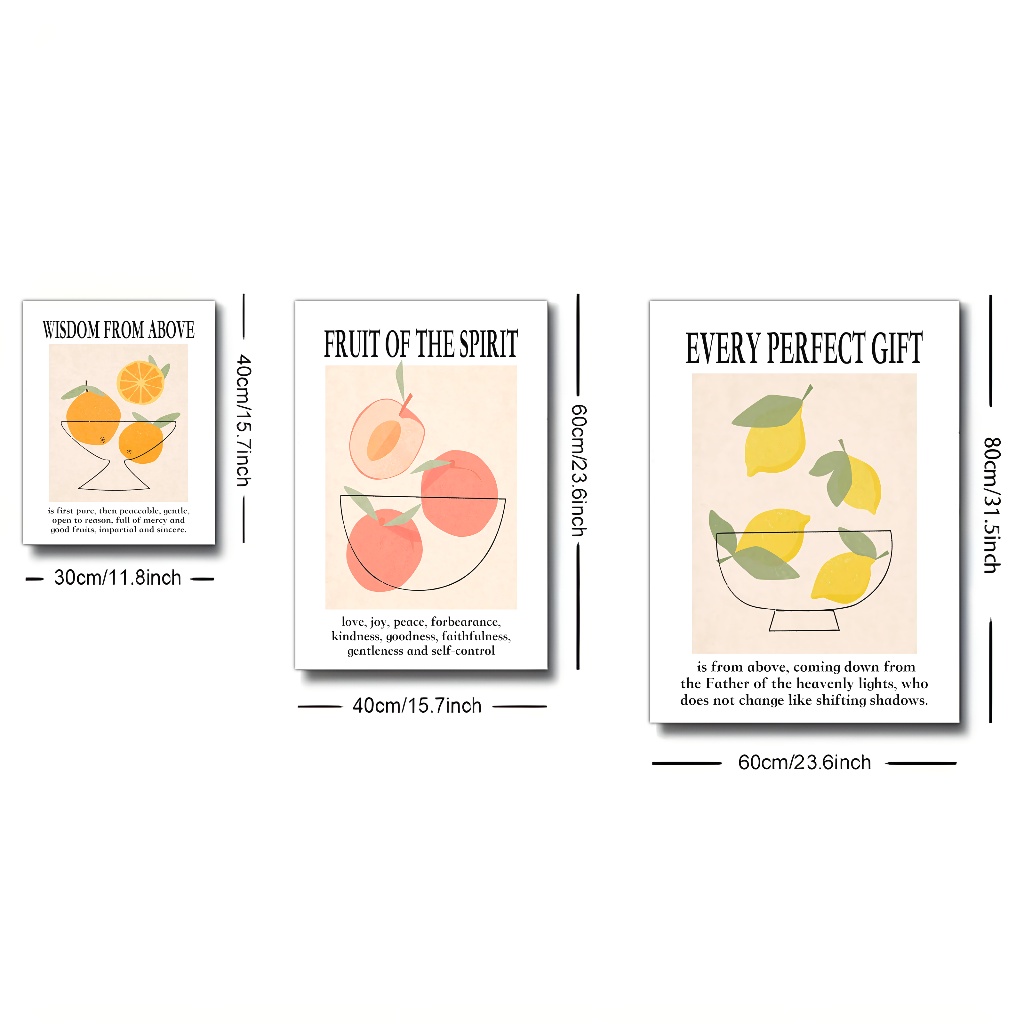 WISDOM FROM ABOVE
is first pure, then peaceable, gentle,
open to reason, full of mercy and
good fruits, impartial and sincere.
40cm/15.7inch
30cm/11.8inch
FRUIT OF THE SPIRIT
love, joy, peace, forbearance,
kindness, goodness, faithfulness,
gentleness and self-control
60cm/23.6inch
40cm/15.7inch
EVERY PERFECT GIFT
is from above, coming down from
the Father of the heavenly lights, who
does not change like shifting shadows.
80cm/31.5inch
60cm/23.6inch